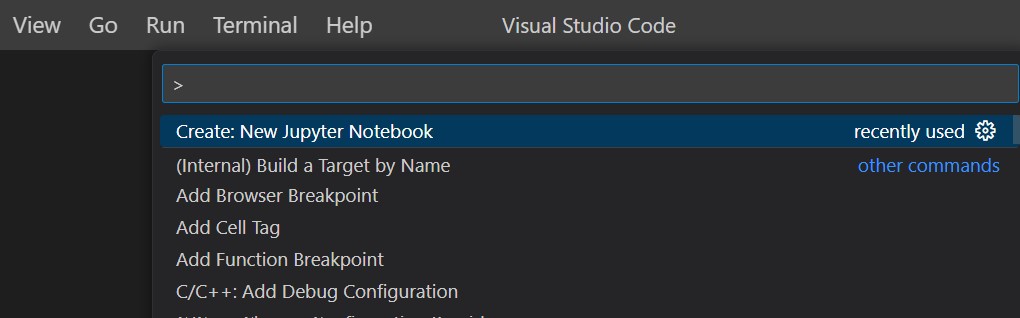 View Go Run Terminal Help Visual Studio Code
>
Create: New Jupyter Notebook recently used
(Internal) Build a Target by Name other commands
Add Browser Breakpoint
Add Cell Tag
Add Function Breakpoint
C/C++: Add Debug Configuration